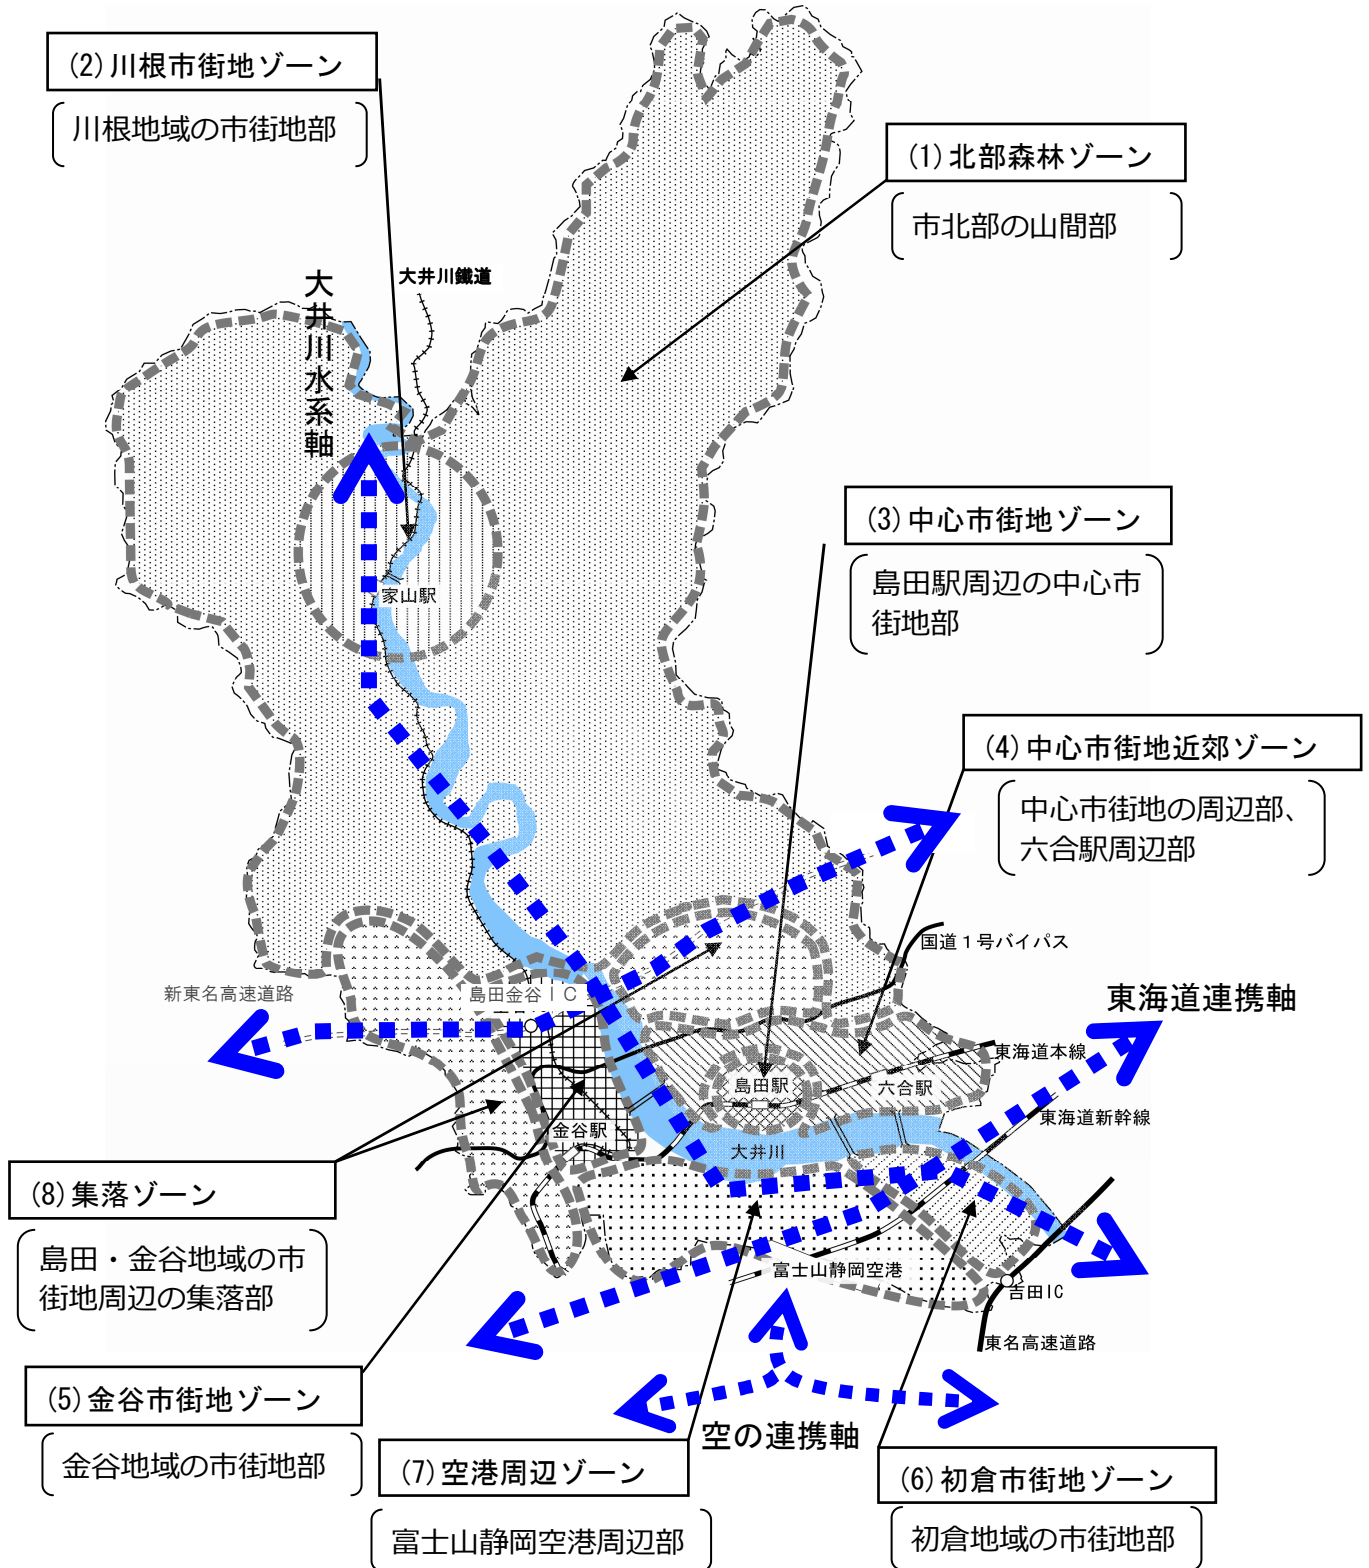 (2)川根市街地ゾーン
川根地域の市街地部
(1)北部森林ゾーン
市北部の山間部
大井川鐵道
大井川水系軸
(3)中心市街地ゾーン
島田駅周辺の中心市
街地部
家山駅
(4)中心市街地近郊ゾーン
中心市街地の周辺部、
六合駅周辺部
国道1号バイパス
新東名高速道路
島田金谷IC
東海道連携軸
東海道本線
島田駅
六合駅
東海道新幹線
金谷駅
大井川
(8)集落ゾーン
島田・金谷地域の市
街地周辺の集落部
富士山静岡空港
吉田IC
東名高速道路
(5)金谷市街地ゾーン
金谷地域の市街地部
空の連携軸
(7)空港周辺ゾーン
富士山静岡空港周辺部
(6)初倉市街地ゾーン
初倉地域の市街地部